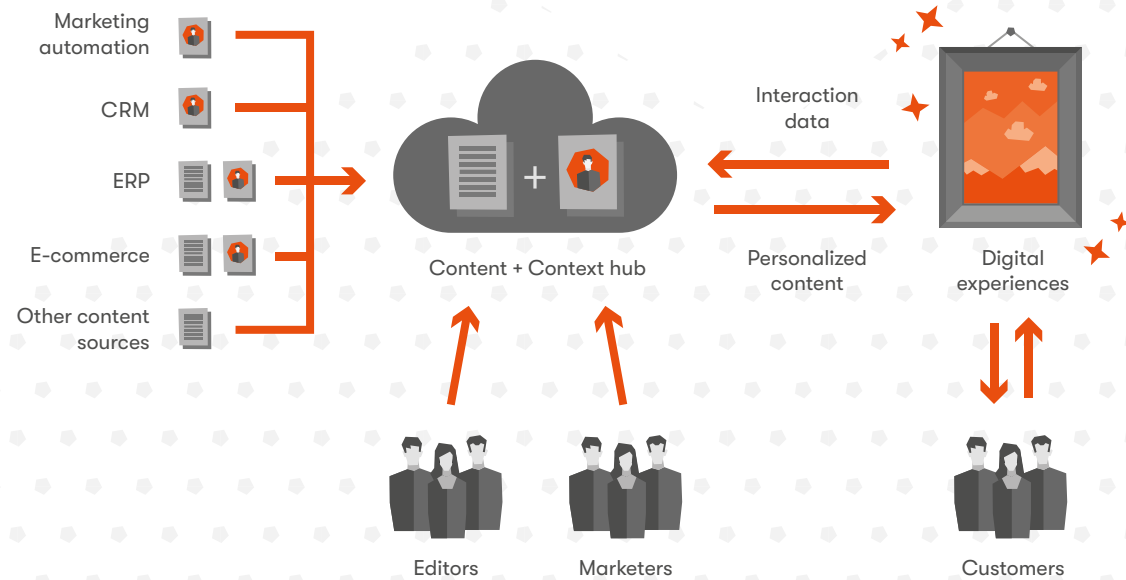 Marketing
automation
CRM
ERP
E-commerce
Other content
sources
+
Content + Context hub
Interaction
data
Personalized
content
Digital
experiences
Editors
Marketers
Customers